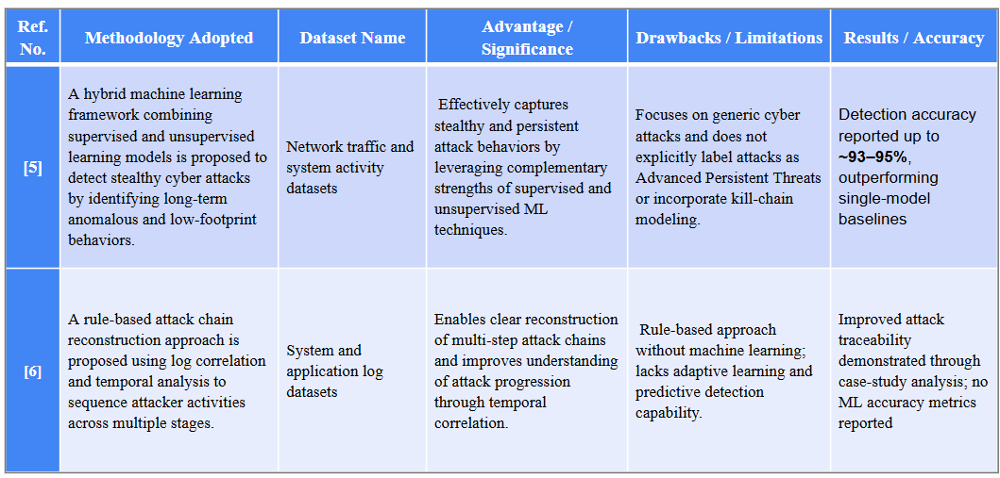 Ref. No.
Methodology Adopted
Dataset Name
Advantage / Significance
Drawbacks / Limitations
Results / Accuracy
[5]
A hybrid machine learning
framework combining
supervised and unsupervised
learning models is proposed to
detect stealthy cyber attacks
by identifying long-term
anomalous and low-footprint
behaviors.
Network traffic and
system activity
datasets
Effectively captures
stealthy and persistent
attack behaviors by
leveraging complementary
strengths of supervised and
unsupervised ML
techniques.
Focuses on generic cyber
attacks and does not
explicitly label attacks as
Advanced Persistent Threats
or incorporate kill-chain
modeling.
Detection accuracy
reported up to
~93–95%,
outperforming
single-model
baselines
[6]
A rule-based attack chain
reconstruction approach is
proposed using log correlation
and temporal analysis to
sequence attacker activities
across multiple stages.
System and
application log
datasets
Enables clear reconstruction
of multi-step attack chains
and improves understanding
of attack progression
through temporal
correlation.
Rule-based approach
without machine learning;
lacks adaptive learning and
predictive detection
capability.
Improved attack
traceability
demonstrated through
case-study analysis; no
ML accuracy metrics
reported